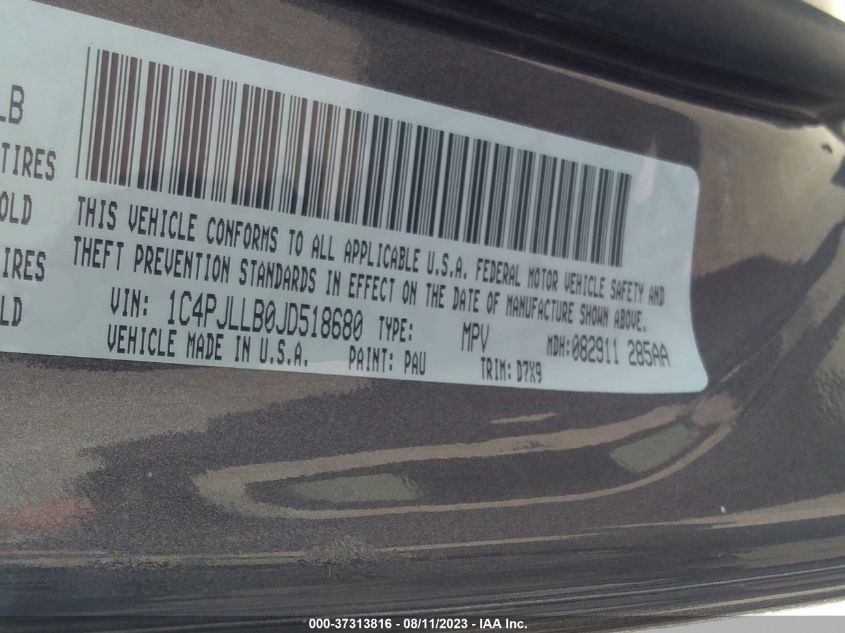 LB
TIRES
OLD
IRES
LD
THIS VEHICLE CONFORMS TO ALL APPLICABLE U.S.A. FEDERAL MOTOR VEHICLE SAFETY AND
THEFT PREVENTION STANDARDS IN EFFECT ON THE DATE OF MANUFACTURE SHOWN ABOVE.
VIN: 1C4PJLLB0JD518680 TYPE: MPV MDH:082911 285AA
VEHICLE MADE IN U.S.A. PAINT: PAU TRIM: D7X9
000-37313816 - 08/11/2023 - IAA Inc.